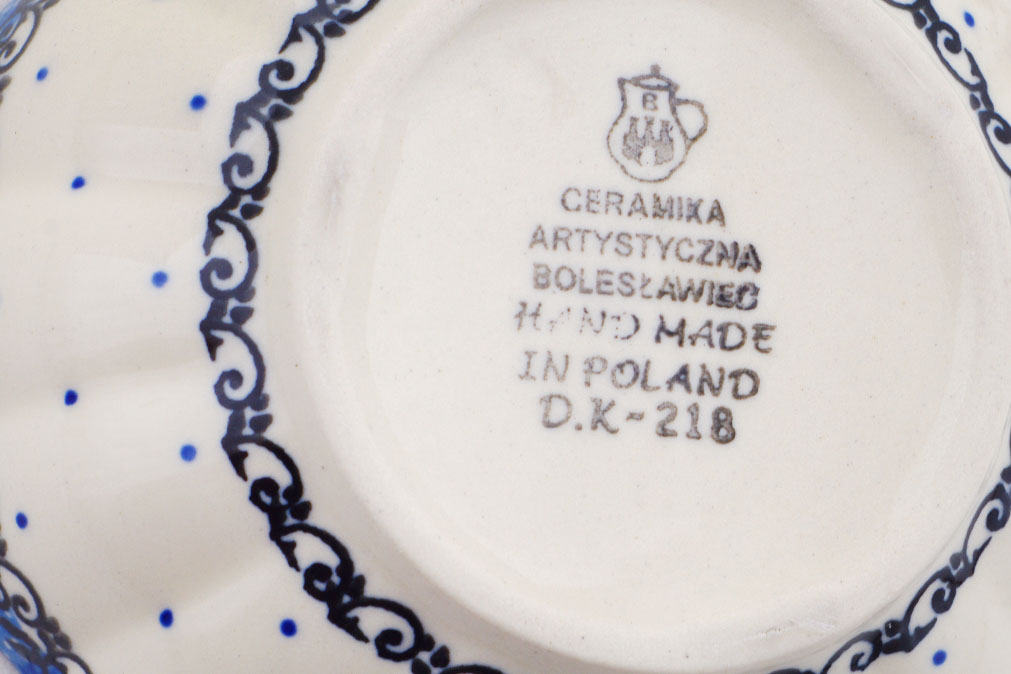 B
CERAMIKA
ARTYSTYCZNA
BOLESŁAWIEC
HAND MADE
IN POLAND
D.K-218